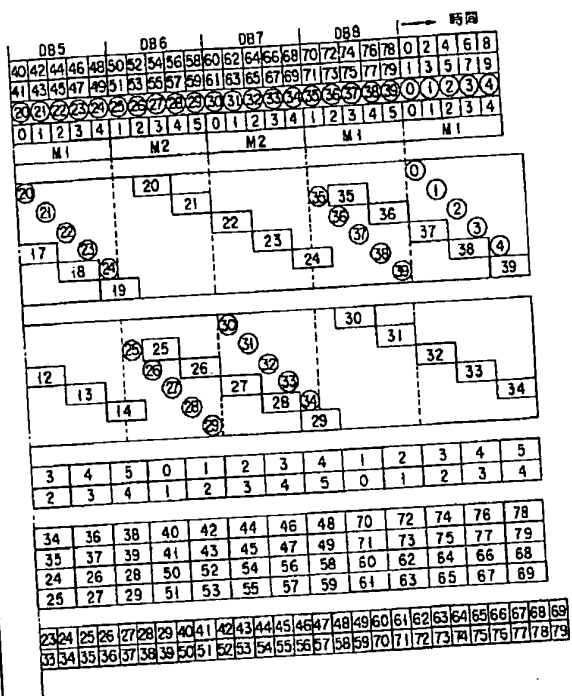 DB5 DB6 DB7 DB8 時間
40 42 44 46 48 50 52 54 56 58 60 62 64 66 68 70 72 74 76 78 0 2 4 6 8
41 43 45 47 49 51 53 55 57 59 61 63 65 67 69 71 73 75 77 79 1 3 5 7 9
⑳ ㉑ ㉒ ㉓ ㉔ ㉕ ㉖ ㉗ ㉘ ㉙ ㉚ ㉛ ㉜ ㉝ ㉞ ㉟ ㊱ ㊲ ㊳ ㊴ ⓪ ① ② ③ ④
0 1 2 3 4 1 2 3 4 5 0 1 2 3 4 1 2 3 4 5 0 1 2 3 4
M1 M2 M2 M1 M1
⑳ 20 ㉟ 35 ⓪
㉑ 21 ㊱ 36 ①
17 ㉒ 22 ㊲ 37 ②
18 ㉓ 23 ㊳ 38 ③
19 ㉔ 24 ㊴ 39 ④
㉚ 30
㉕ 25 ㉛ 31
12 ㉖ 26 ㉜ 32
13 ㉗ 27 28 ㉝ 33
14 ㉘ ㉙ 29 ㉞ 34
3 4 5 0 1 2 3 4 1 2 3 4 5
2 3 4 1 2 3 4 5 0 1 2 3 4
34 36 38 40 42 44 46 48 70 72 74 76 78
35 37 39 41 43 45 47 49 71 73 75 77 79
24 26 28 50 52 54 56 58 60 62 64 66 68
25 27 29 51 53 55 57 59 61 63 65 67 69
23 24 25 26 27 28 29 40 41 42 43 44 45 46 47 48 49 60 61 62 63 64 65 66 67 68 69
33 34 35 36 37 38 39 50 51 52 53 54 55 56 57 58 59 70 71 72 73 74 75 76 77 78 79